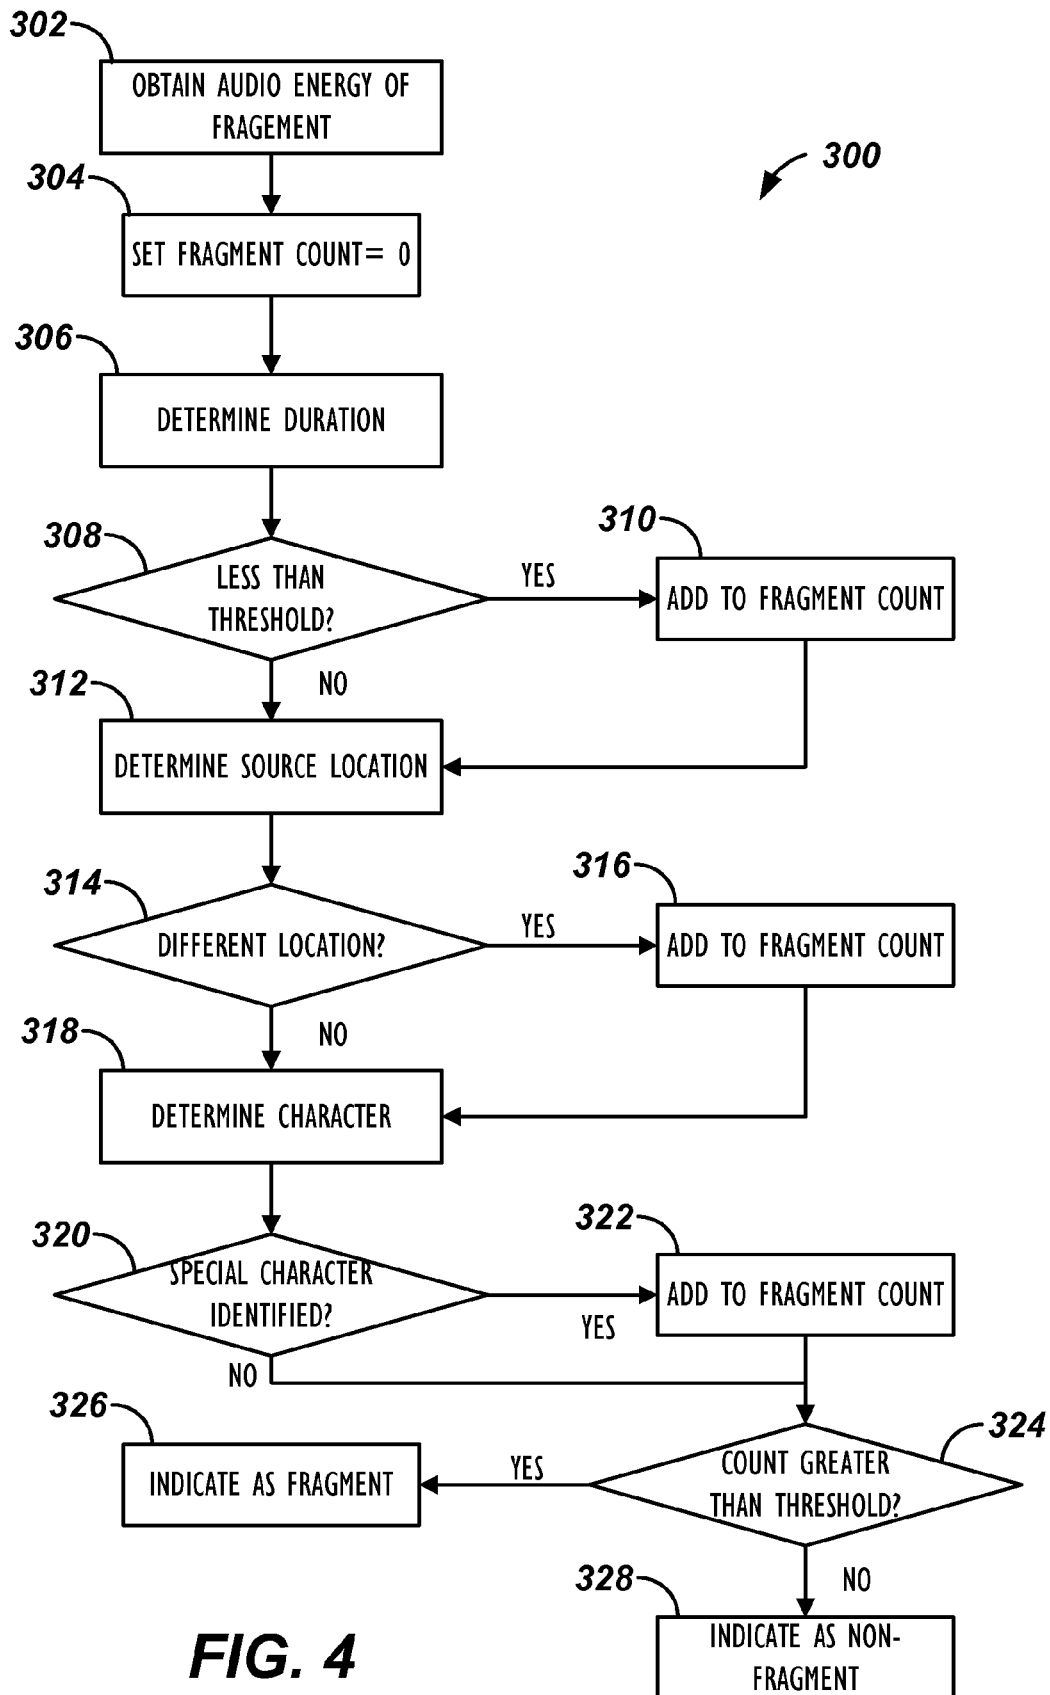 302
OBTAIN AUDIO ENERGY OF
FRAGEMENT
300
304
SET FRAGMENT COUNT= 0
306
DETERMINE DURATION
308
LESS THAN
THRESHOLD?
YES
310
ADD TO FRAGMENT COUNT
NO
312
DETERMINE SOURCE LOCATION
314
DIFFERENT LOCATION?
YES
316
ADD TO FRAGMENT COUNT
NO
318
DETERMINE CHARACTER
320
SPECIAL CHARACTER
IDENTIFIED?
YES
322
ADD TO FRAGMENT COUNT
NO
324
COUNT GREATER
THAN THRESHOLD?
YES
326
INDICATE AS FRAGMENT
NO
328
INDICATE AS NON-
FRAGMENT
FIG. 4